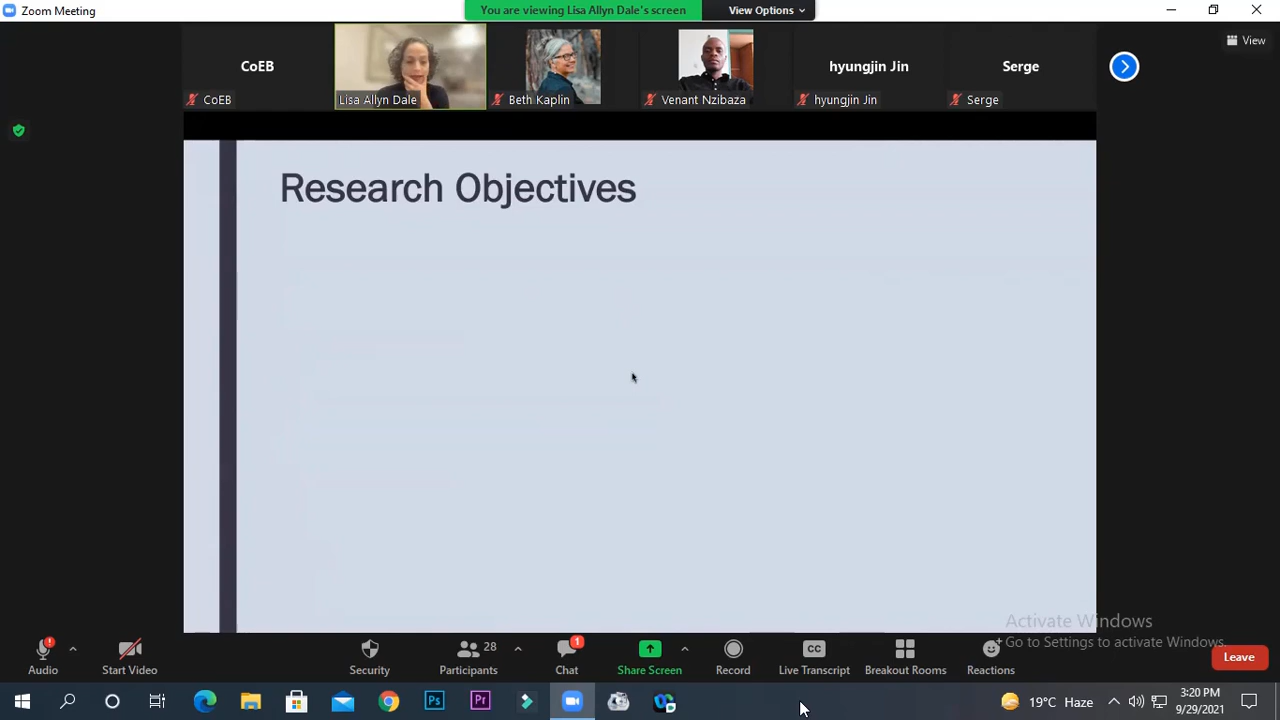 Zoom Meeting
You are viewing Lisa Allyn Dale's screen
View Options
View
CoEB
hyungjin Jin
Serge
CoEB
Lisa Allyn Dale
Beth Kaplin
Venant Nzibaza
hyungjin Jin
Serge
Research Objectives
Activate Windows
Go to Settings to activate Windows.
Audio
Start Video
Security
Participants
28
Chat
1
Share Screen
Record
CC
Live Transcript
Breakout Rooms
Reactions
Leave
Ps
Pr
19°C Haze
3:20 PM
9/29/2021